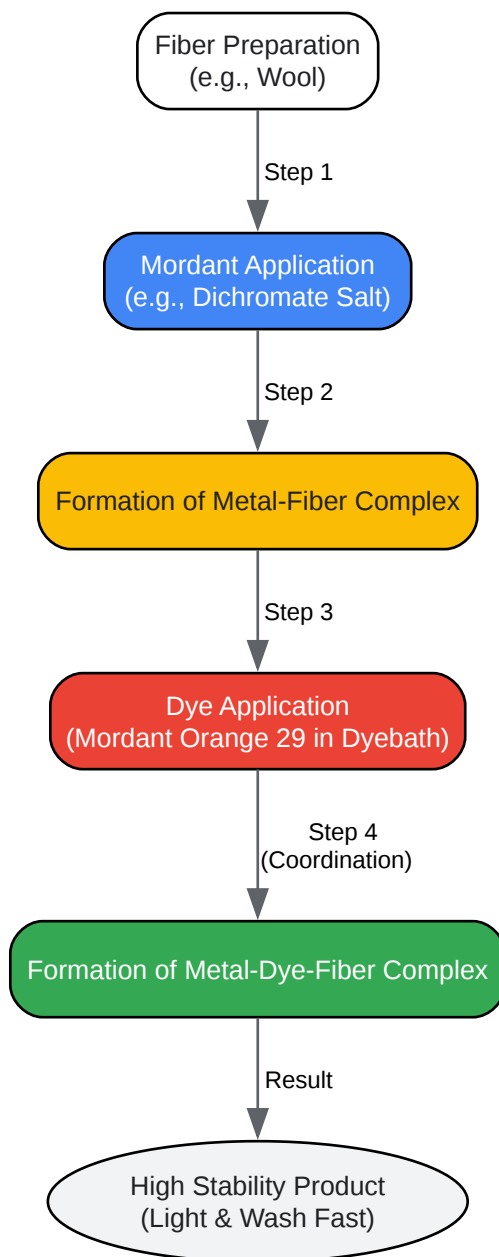 Fiber Preparation
(e.g., Wool)
Step 1
Mordant Application
(e.g., Dichromate Salt)
Step 2
Formation of Metal-Fiber Complex
Step 3
Dye Application
(Mordant Orange 29 in Dyebath)
Step 4
(Coordination)
Formation of Metal-Dye-Fiber Complex
Result
High Stability Product
(Light & Wash Fast)